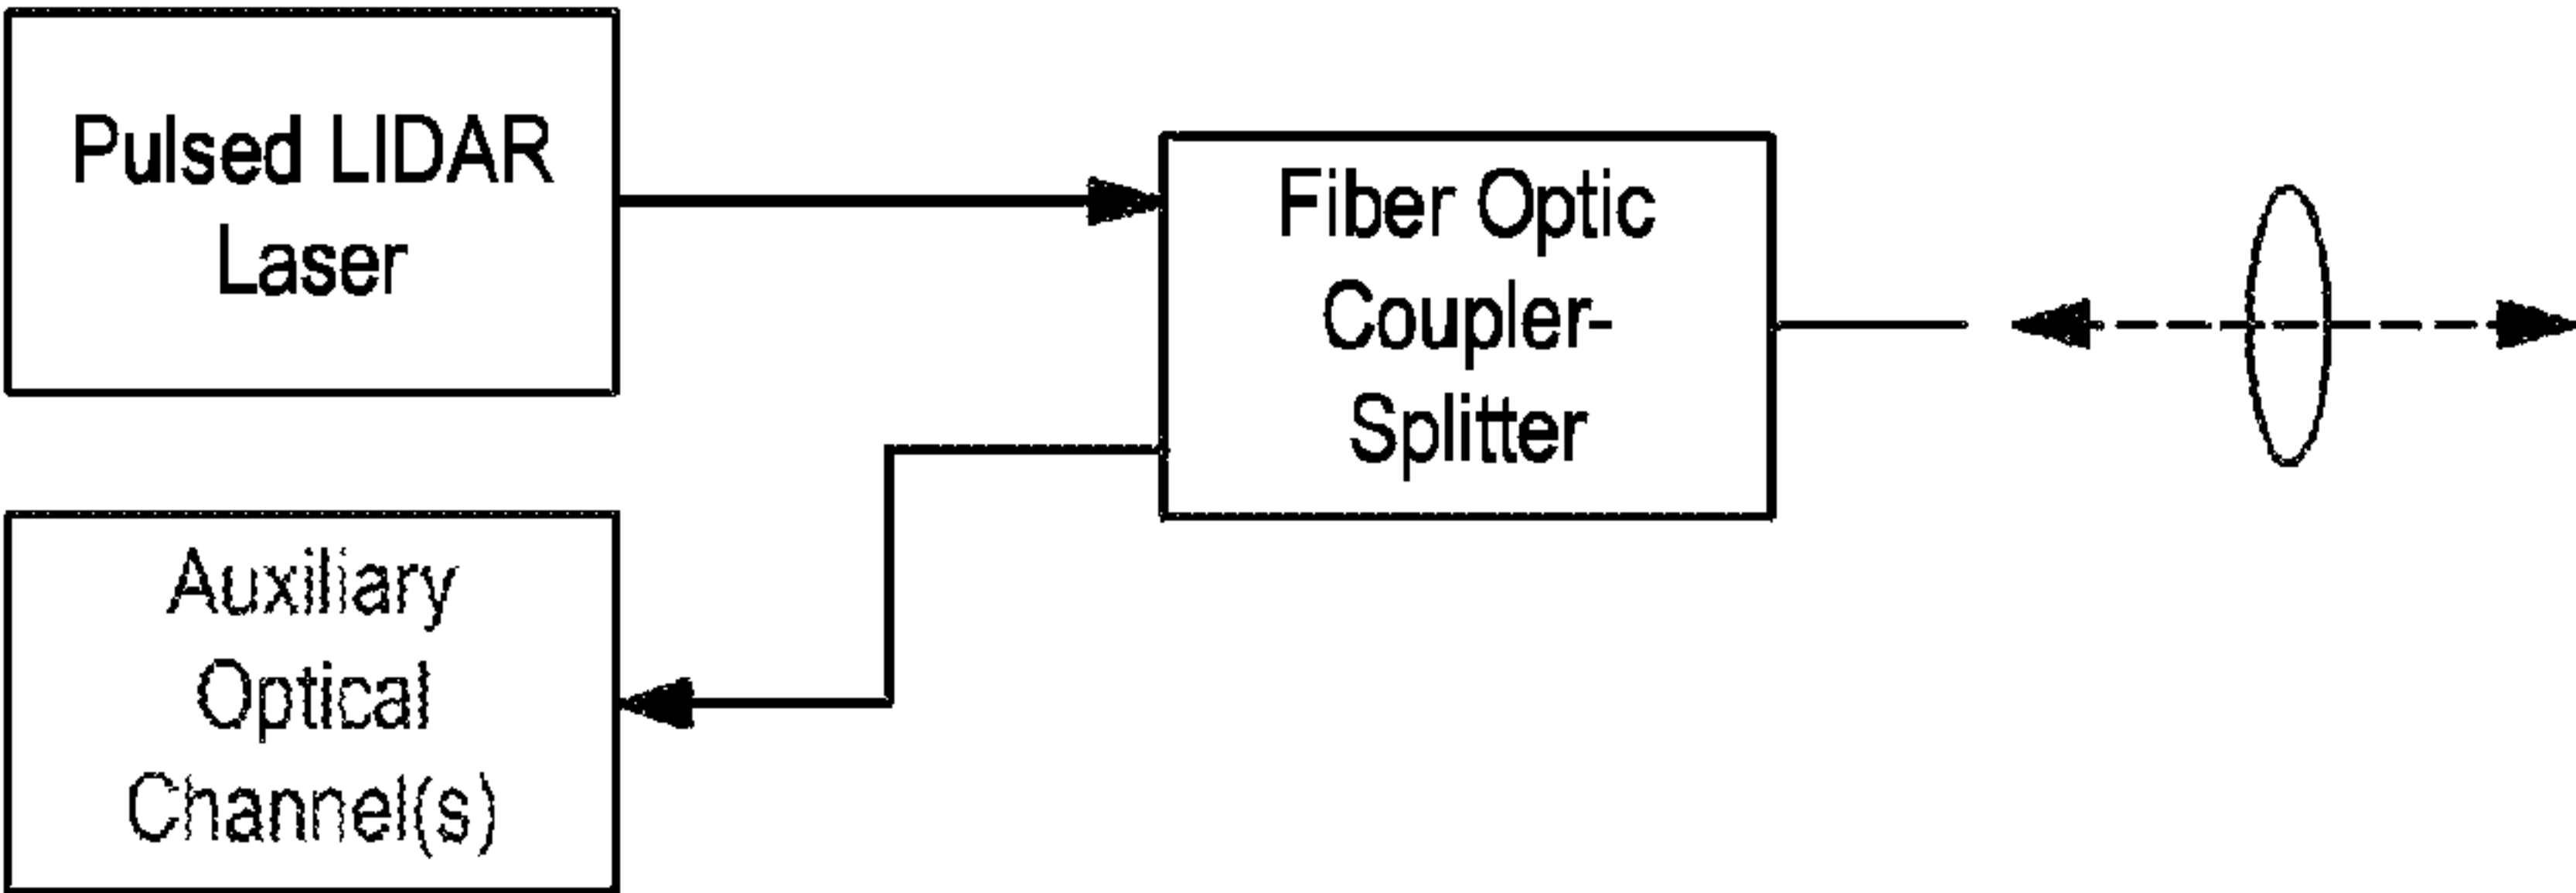 Pulsed LIDAR
Laser
Fiber Optic
Coupler-
Splitter
Auxiliary
Optical
Channel(s)